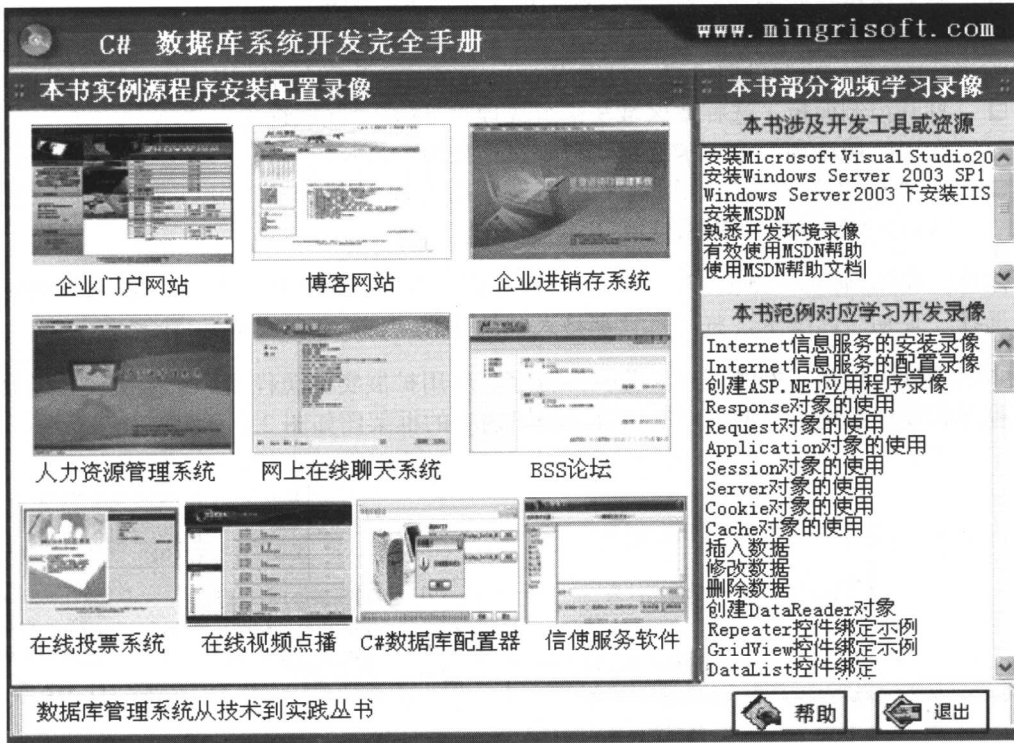 C# 数据库系统开发完全手册
www.mingrisoft.com
本书实例源程序安装配置录像
企业门户网站
博客网站
企业进销存系统
人力资源管理系统
网上在线聊天系统
BSS论坛
在线投票系统
在线视频点播
C#数据库配置器
信使服务软件
本书部分视频学习录像
本书涉及开发工具或资源
安装Microsoft Visual Studio20
安装Windows Server 2003 SP1
Windows Server2003下安装IIS
安装MSDN
熟悉开发环境录像
有效使用MSDN帮助
使用MSDN帮助文档
本书范例对应学习开发录像
Internet信息服务的安装录像
Internet信息服务的配置录像
创建ASP.NET应用程序录像
Response对象的使用
Request对象的使用
Application对象的使用
Session对象的使用
Server对象的使用
Cookie对象的使用
Cache对象的使用
插入数据
修改数据
删除数据
创建DataReader对象
Repeater控件绑定示例
GridView控件绑定示例
DataList控件绑定
数据库管理系统从技术到实践丛书
帮助
退出